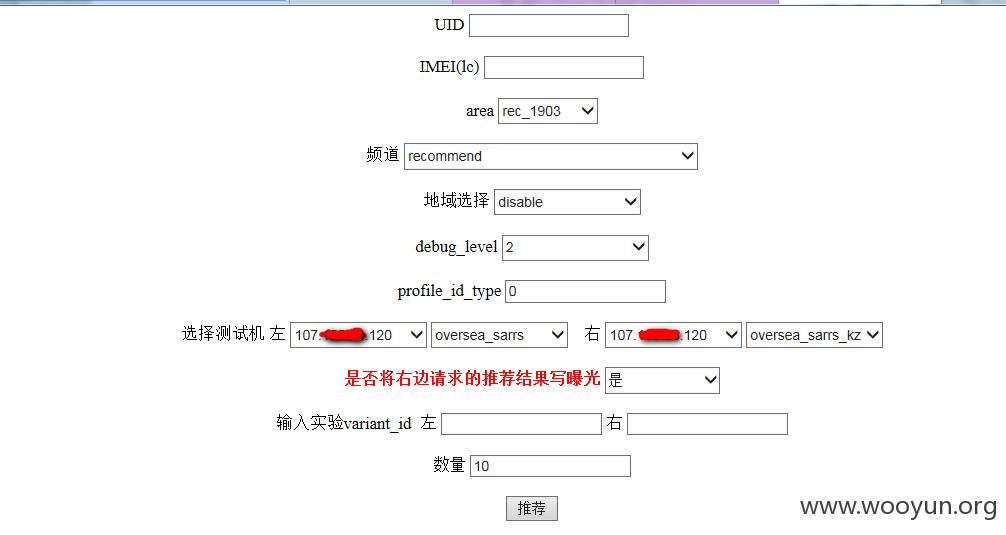 UID
IMEI(lc)
area rec_1903
频道 recommend
地域选择 disable
debug_level 2
profile_id_type 0
选择测试机 左 107. .120 oversea_sarrs 右 107. .120 oversea_sarrs_kz
是否将右边请求的推荐结果写曝光 是
输入实验variant_id 左 右
数量 10
推荐
www.wooyun.org